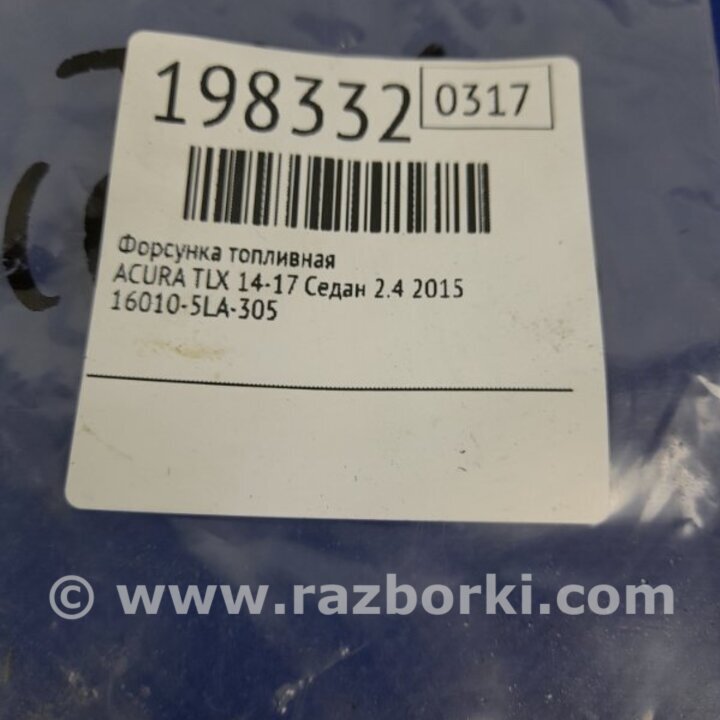 198332 0317
Форсунка топливная
ACURA TLX 14-17 Седан 2.4 2015
16010-5LA-305
© www.razborki.com